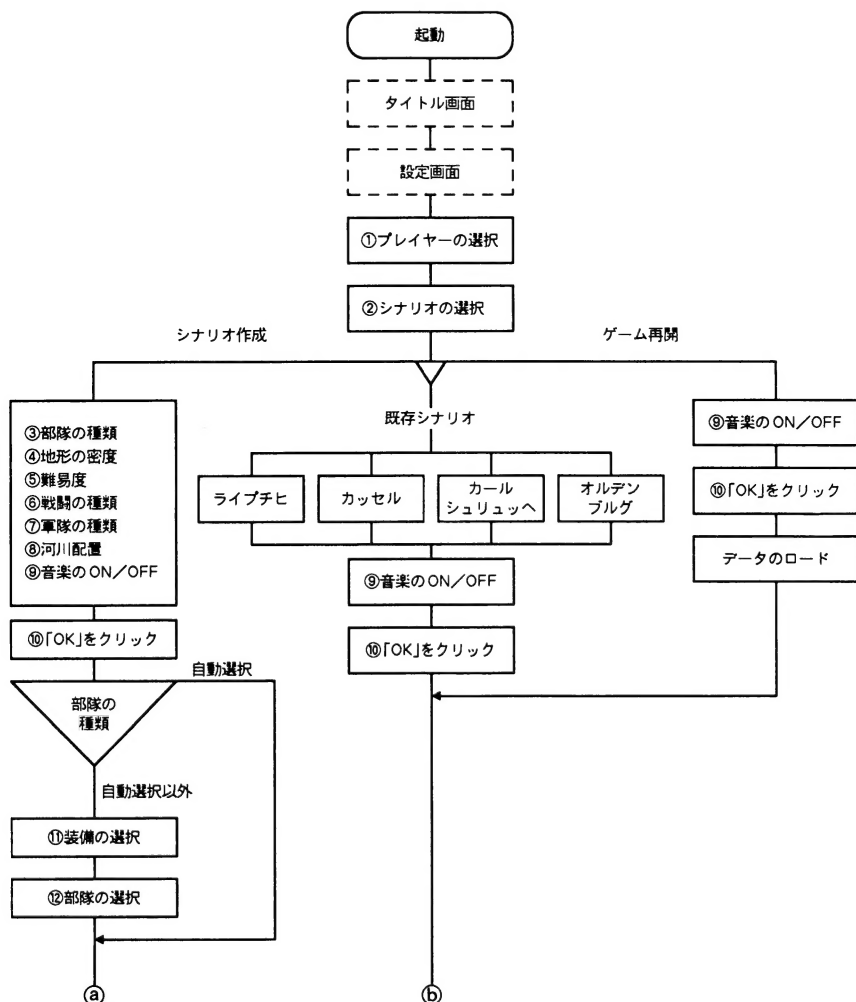 起動
タイトル画面
設定画面
①プレイヤーの選択
②シナリオの選択
シナリオ作成
ゲーム再開
③部隊の種類
④地形の密度
⑤難易度
⑥戦闘の種類
⑦軍隊の種類
⑧河川配置
⑨音楽のON/OFF
⑩「OK」をクリック
自動選択
部隊の
種類
自動選択以外
⑪装備の選択
⑫部隊の選択
ⓐ
既存シナリオ
ライプチヒ
カッセル
カール
シュリュッヘ
オルデン
ブルグ
⑨音楽のON/OFF
⑩「OK」をクリック
ⓑ
⑨音楽のON/OFF
⑩「OK」をクリック
データのロード